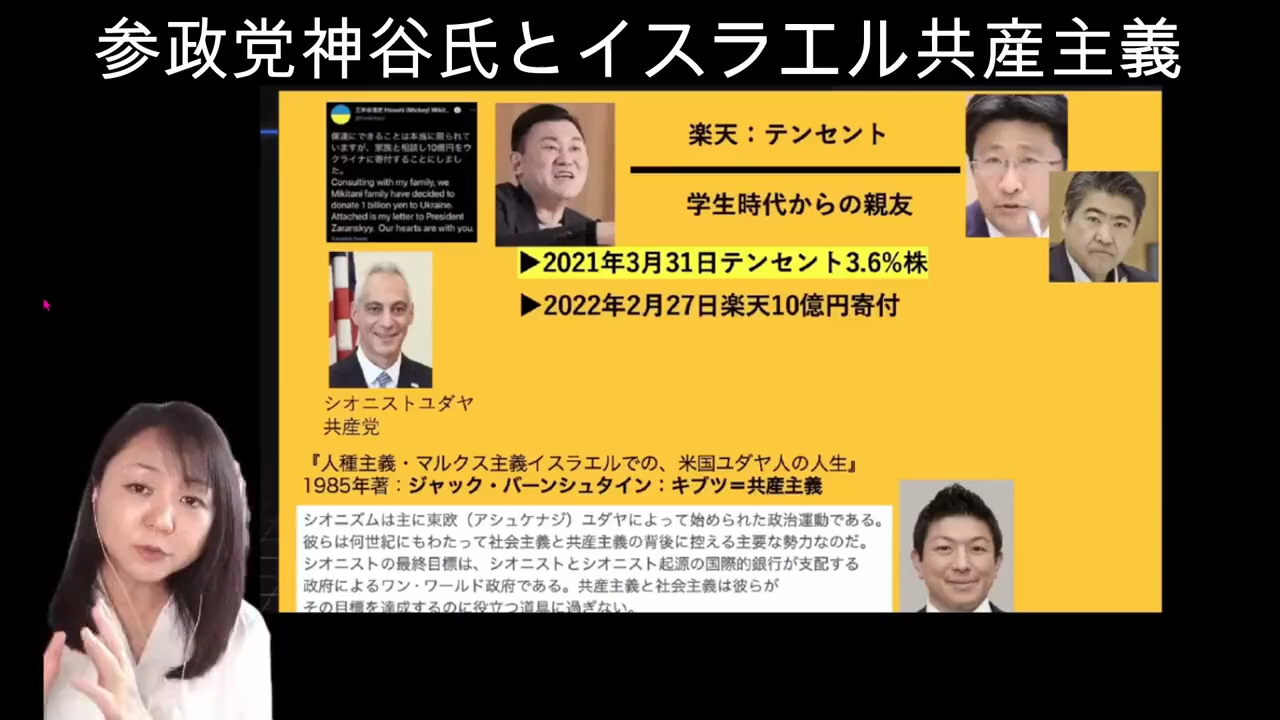 参政党神谷氏とイスラエル共産主義
三木谷浩史 Hiroshi (Mickey) Mikit...
僕達にできることは本当に限られて
いますが、家族と相談し10億円をウ
クライナに寄付することにしまし
た。
Consulting with my family, we
Mikitani family have decided to
donate 1 billion yen to Ukraine.
Attached is my letter to President
Zaranskyy. Our hearts are with you.
楽天：テンセント
学生時代からの親友
▶2021年3月31日テンセント3.6%株
▶2022年2月27日楽天10億円寄付
シオニストユダヤ
共産党
『人種主義・マルクス主義イスラエルでの、米国ユダヤ人の人生』
1985年著：ジャック・バーンシュタイン：キブツ＝共産主義
シオニズムは主に東欧（アシュケナジ）ユダヤによって始められた政治運動である。
彼らは何世紀にもわたって社会主義と共産主義の背後に控える主要な勢力なのだ。
シオニストの最終目標は、シオニストとシオニスト起源の国際的銀行が支配する
政府によるワン・ワールド政府である。共産主義と社会主義は彼らが
その目標を達成するのに役立つ道具に過ぎない。